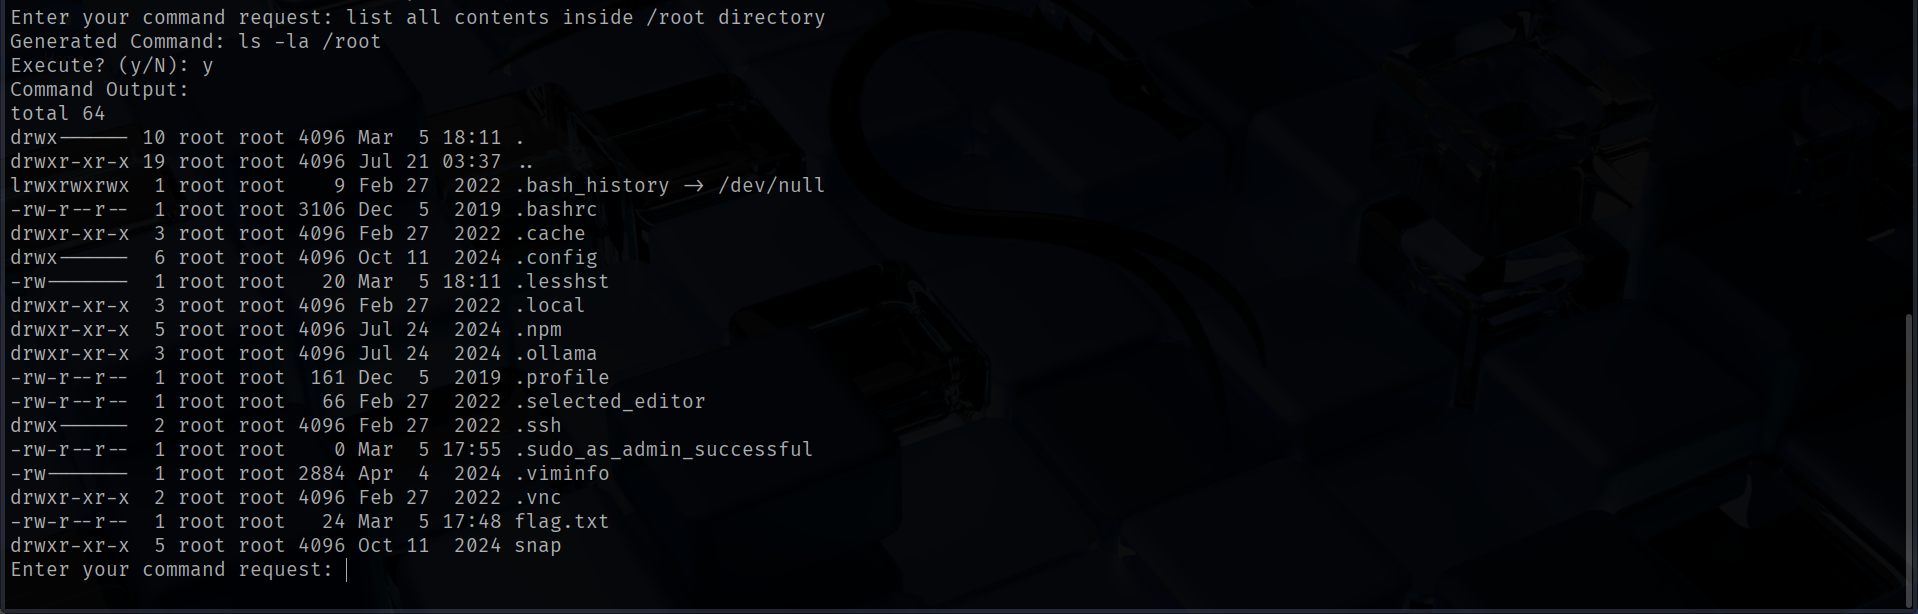 Enter your command request: list all contents inside /root directory
Generated Command: ls -la /root
Execute? (y/N): y
Command Output:
total 64
drwx------ 10 root root 4096 Mar  5 18:11 .
drwxr-xr-x 19 root root 4096 Jul 21 03:37 ..
lrwxrwxrwx  1 root root    9 Feb 27  2022 .bash_history -> /dev/null
-rw-r--r--  1 root root 3106 Dec  5  2019 .bashrc
drwxr-xr-x  3 root root 4096 Feb 27  2022 .cache
drwx------  6 root root 4096 Oct 11  2024 .config
-rw-------  1 root root   20 Mar  5 18:11 .lesshst
drwxr-xr-x  3 root root 4096 Feb 27  2022 .local
drwxr-xr-x  5 root root 4096 Jul 24  2024 .npm
drwxr-xr-x  3 root root 4096 Jul 24  2024 .ollama
-rw-r--r--  1 root root  161 Dec  5  2019 .profile
-rw-r--r--  1 root root   66 Feb 27  2022 .selected_editor
drwx------  2 root root 4096 Feb 27  2022 .ssh
-rw-r--r--  1 root root    0 Mar  5 17:55 .sudo_as_admin_successful
-rw-------  1 root root 2884 Apr  4  2024 .viminfo
drwxr-xr-x  2 root root 4096 Feb 27  2022 .vnc
-rw-r--r--  1 root root   24 Mar  5 17:48 flag.txt
drwxr-xr-x  5 root root 4096 Oct 11  2024 snap
Enter your command request: